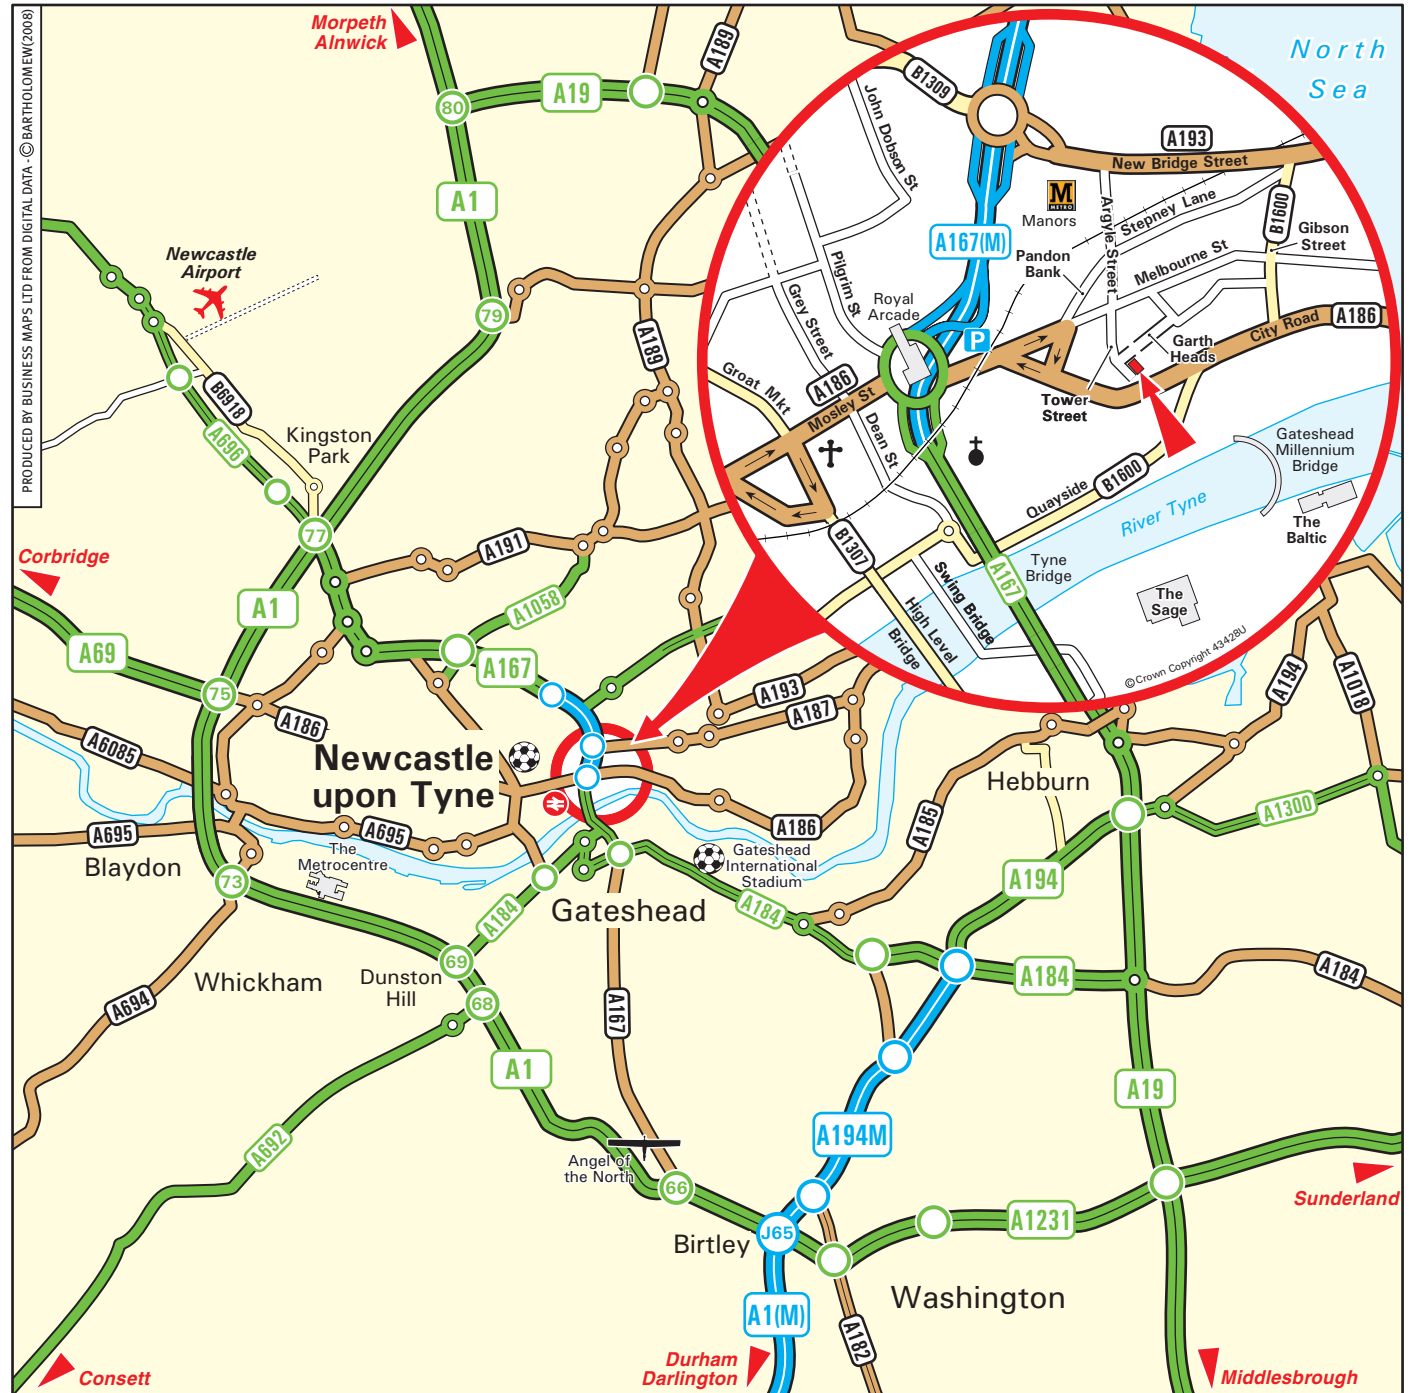 PRODUCED BY BUSINESS MAPS LTD FROM DIGITAL DATA - © BARTHOLOMEW(2008)
Morpeth
Alnwick
A19
80
A189
A1
79
Newcastle
Airport
B6918
A696
Kingston
Park
77
A189
A191
A1058
Corbridge
A1
A69
75
A167
A186
A6085
A193
A187
Newcastle
upon Tyne
A695
A695
A186
Blaydon
The
Metrocentre
73
Gateshead
International
Stadium
A184
A184
Gateshead
Whickham
69
Dunston
Hill
68
A694
A167
A1
A692
Angel of
the North
66
Birtley
J65
A1(M)
A182
Washington
A1231
A194M
A19
Sunderland
Consett
Durham
Darlington
Middlesbrough
Hebburn
A185
A194
A184
A184
A1300
A194
A1018
North
Sea
B1309
John Dobson St
A193
New Bridge Street
M
METRO
Manors
Argyle Street
Stepney Lane
B1600
Gibson
Street
A167(M)
Pandon
Bank
Melbourne St
Pilgrim St
Grey Street
Royal
Arcade
P
A186
City Road
Garth
Heads
Groat Mkt
A186
Mosley St
Dean St
Tower
Street
Gateshead
Millennium
Bridge
Quayside
B1600
River Tyne
The
Baltic
B1307
Swing Bridge
A167
Tyne
Bridge
High Level
Bridge
The
Sage
© Crown Copyright 43428U